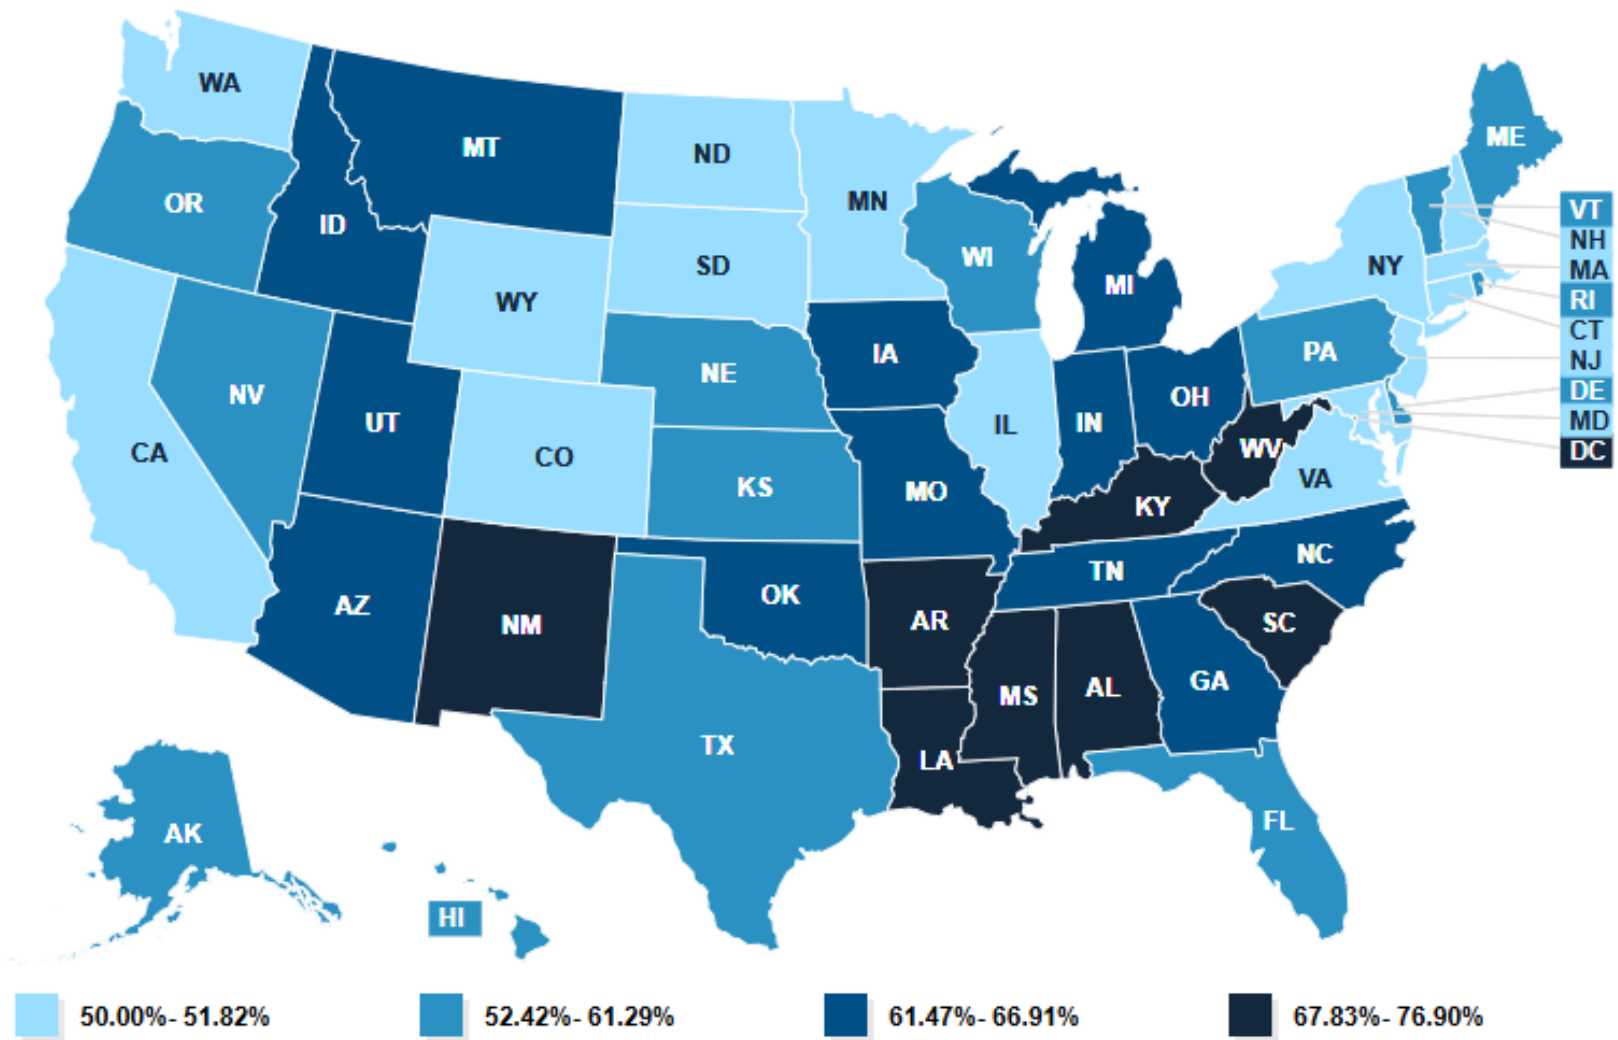 WA
ME
MT
ND
VT
MN
OR
ID
NH
WI
SD
NY
MA
MI
RI
WY
CT
IA
PA
NJ
NE
DE
NV
OH
UT
IN
IL
MD
WV
DC
CA
CO
VA
KS
MO
KY
NC
TN
OK
AZ
NM
AR
SC
GA
MS
AL
TX
LA
FL
AK
HI
50.00%- 51.82%
52.42%- 61.29%
61.47%- 66.91%
67.83%- 76.90%